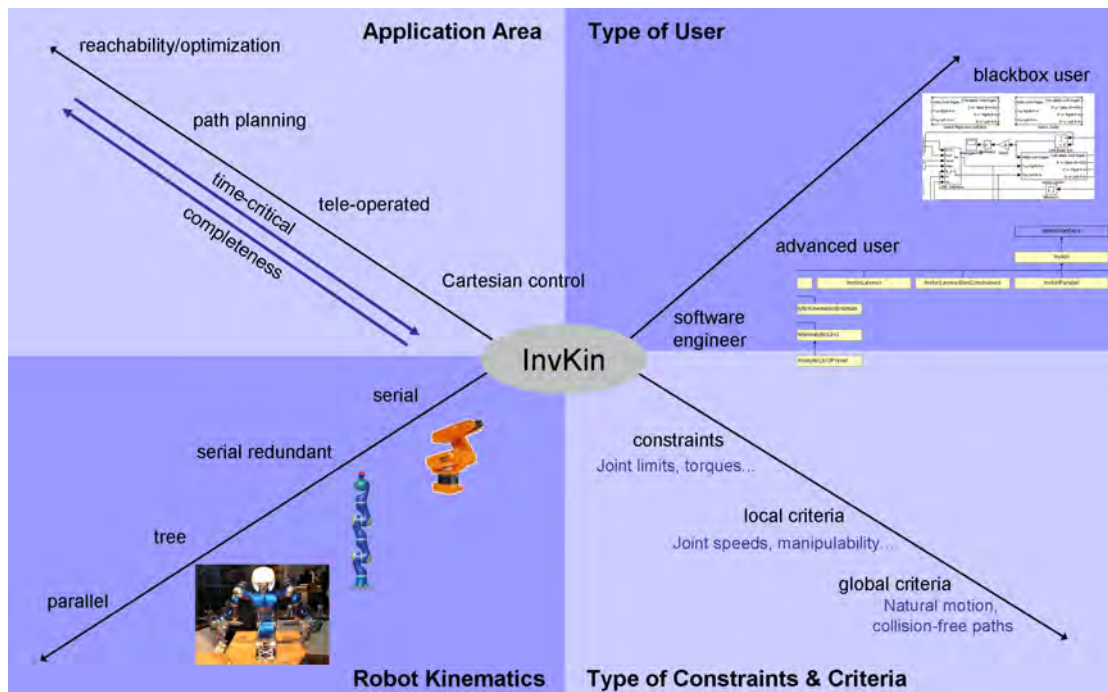 Application Area
Type of User
reachability/optimization
path planning
time-critical
completeness
tele-operated
Cartesian control
blackbox user
advanced user
InvKin
software
engineer
InvKin
serial
serial redundant
tree
parallel
constraints
Joint limits, torques...
local criteria
Joint speeds, manipulability...
global criteria
Natural motion,
collision-free paths
Robot Kinematics
Type of Constraints & Criteria